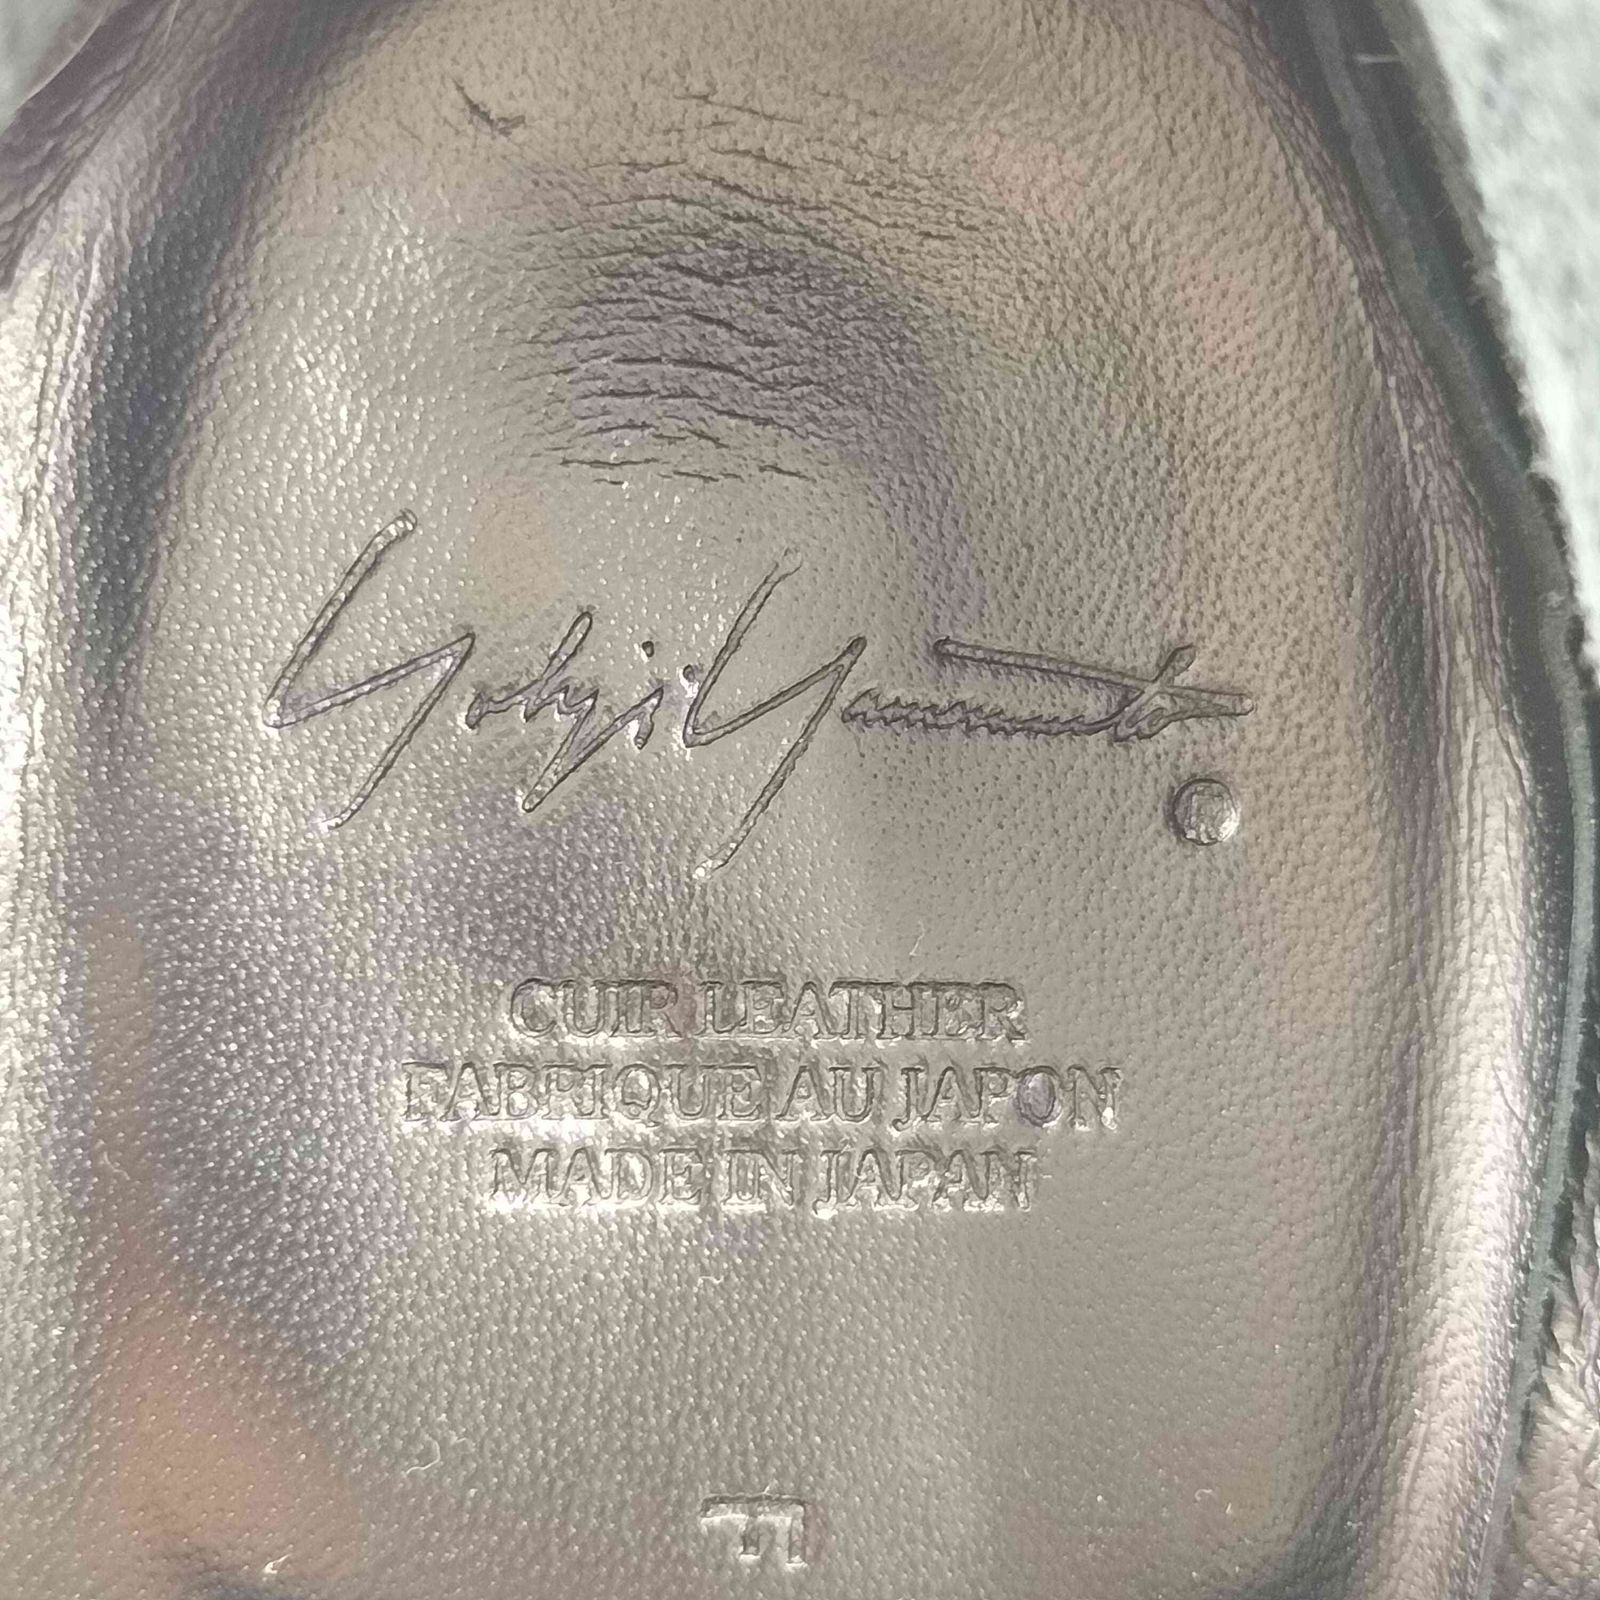 Yohji Yamamoto.
CUIR LEATHER
FABRIQUE AU JAPON
MADE IN JAPAN